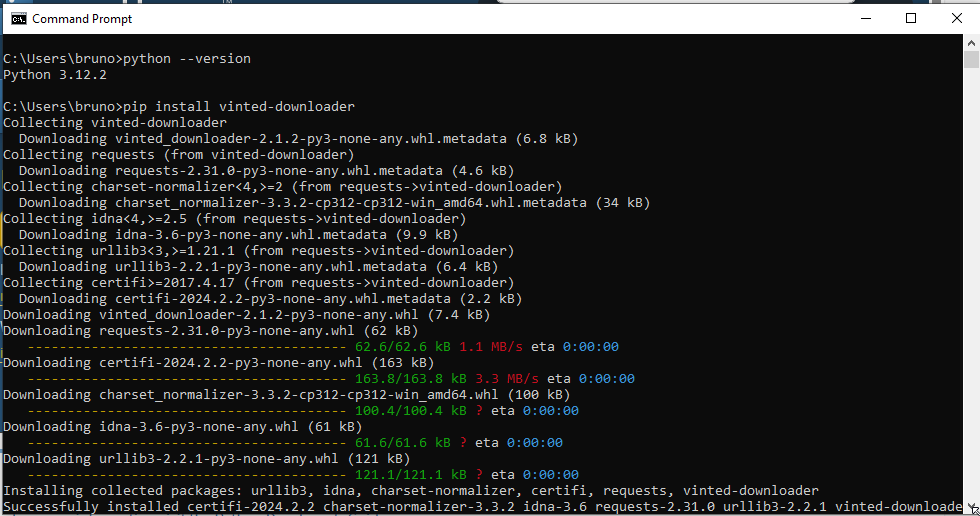 Command Prompt
C:\Users\bruno>python --version
Python 3.12.2
C:\Users\bruno>pip install vinted-downloader
Collecting vinted-downloader
  Downloading vinted_downloader-2.1.2-py3-none-any.whl.metadata (6.8 kB)
Collecting requests (from vinted-downloader)
  Downloading requests-2.31.0-py3-none-any.whl.metadata (4.6 kB)
Collecting charset-normalizer<4,>=2 (from requests->vinted-downloader)
  Downloading charset_normalizer-3.3.2-cp312-cp312-win_amd64.whl.metadata (34 kB)
Collecting idna<4,>=2.5 (from requests->vinted-downloader)
  Downloading idna-3.6-py3-none-any.whl.metadata (9.9 kB)
Collecting urllib3<3,>=1.21.1 (from requests->vinted-downloader)
  Downloading urllib3-2.2.1-py3-none-any.whl.metadata (6.4 kB)
Collecting certifi>=2017.4.17 (from requests->vinted-downloader)
  Downloading certifi-2024.2.2-py3-none-any.whl.metadata (2.2 kB)
Downloading vinted_downloader-2.1.2-py3-none-any.whl (7.4 kB)
Downloading requests-2.31.0-py3-none-any.whl (62 kB)
   ---------------------------------------- 62.6/62.6 kB 1.1 MB/s eta 0:00:00
Downloading certifi-2024.2.2-py3-none-any.whl (163 kB)
   ---------------------------------------- 163.8/163.8 kB 3.3 MB/s eta 0:00:00
Downloading charset_normalizer-3.3.2-cp312-cp312-win_amd64.whl (100 kB)
   ---------------------------------------- 100.4/100.4 kB ? eta 0:00:00
Downloading idna-3.6-py3-none-any.whl (61 kB)
   ---------------------------------------- 61.6/61.6 kB ? eta 0:00:00
Downloading urllib3-2.2.1-py3-none-any.whl (121 kB)
   ---------------------------------------- 121.1/121.1 kB ? eta 0:00:00
Installing collected packages: urllib3, idna, charset-normalizer, certifi, requests, vinted-downloader
Successfully installed certifi-2024.2.2 charset-normalizer-3.3.2 idna-3.6 requests-2.31.0 urllib3-2.2.1 vinted-downloade